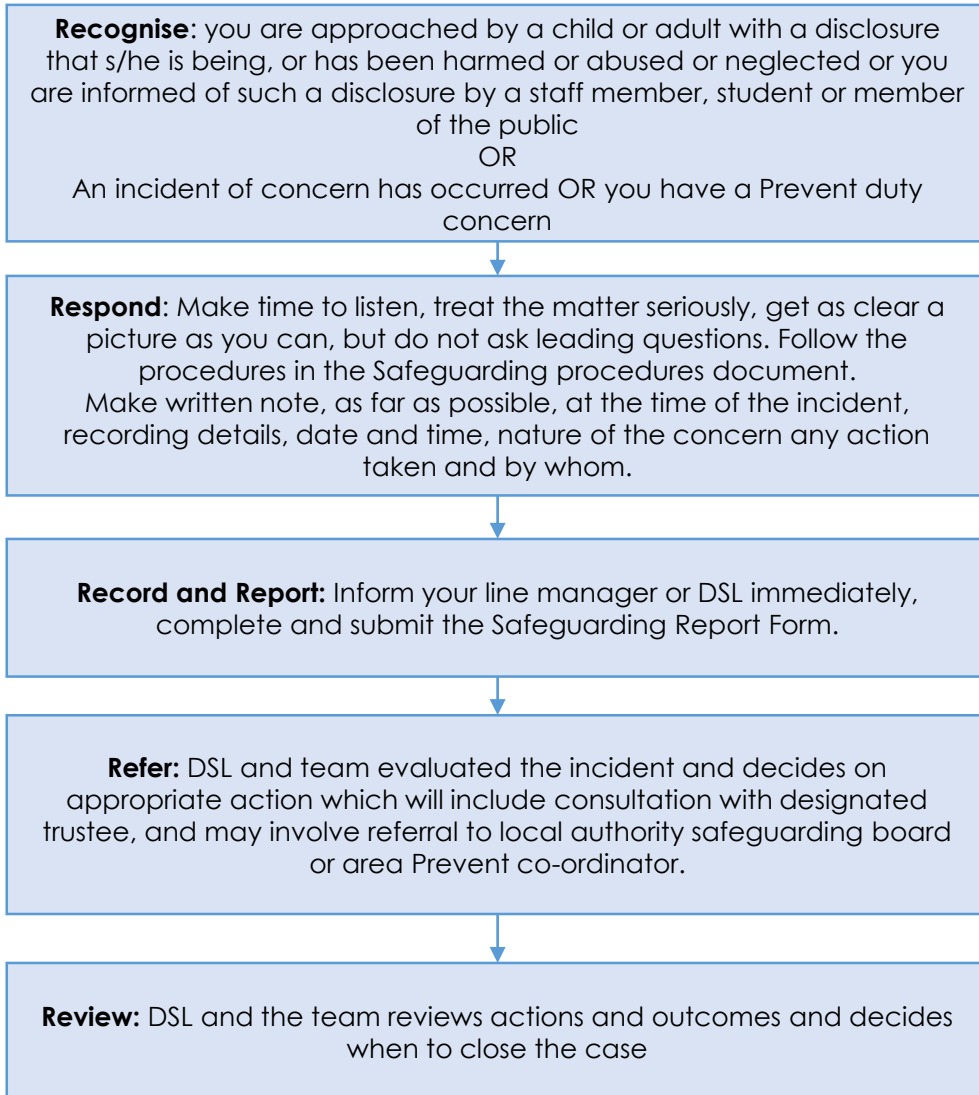 Recognise: you are approached by a child or adult with a disclosure
that s/he is being, or has been harmed or abused or neglected or you
are informed of such a disclosure by a staff member, student or member
of the public
OR
An incident of concern has occurred OR you have a Prevent duty
concern
Respond: Make time to listen, treat the matter seriously, get as clear a
picture as you can, but do not ask leading questions. Follow the
procedures in the Safeguarding procedures document.
Make written note, as far as possible, at the time of the incident,
recording details, date and time, nature of the concern any action
taken and by whom.
Record and Report: Inform your line manager or DSL immediately,
complete and submit the Safeguarding Report Form.
Refer: DSL and team evaluated the incident and decides on
appropriate action which will include consultation with designated
trustee, and may involve referral to local authority safeguarding board
or area Prevent co-ordinator.
Review: DSL and the team reviews actions and outcomes and decides
when to close the case